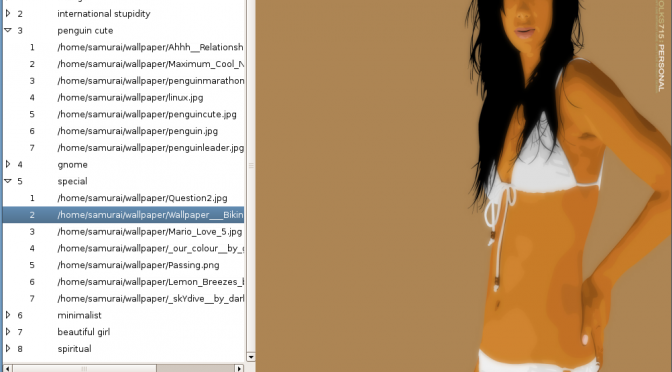 2 international stupidity
3 penguin cute
1 /home/samurai/wallpaper/Ahhh__Relationsh
2 /home/samurai/wallpaper/Maximum_Cool_N
3 /home/samurai/wallpaper/penguinmarathon
4 /home/samurai/wallpaper/linux.jpg
5 /home/samurai/wallpaper/penguincute.jpg
6 /home/samurai/wallpaper/penguin.jpg
7 /home/samurai/wallpaper/penguinleader.jpg
4 gnome
5 special
1 /home/samurai/wallpaper/Question2.jpg
2 /home/samurai/wallpaper/Wallpaper___Bikin
3 /home/samurai/wallpaper/Mario_Love_5.jpg
4 /home/samurai/wallpaper/_our_colour__by_
5 /home/samurai/wallpaper/Passing.png
6 /home/samurai/wallpaper/Lemon_Breezes_b
7 /home/samurai/wallpaper/_skYdive__by_darl
6 minimalist
7 beautiful girl
8 spiritual
OLKS715|PERSONAL